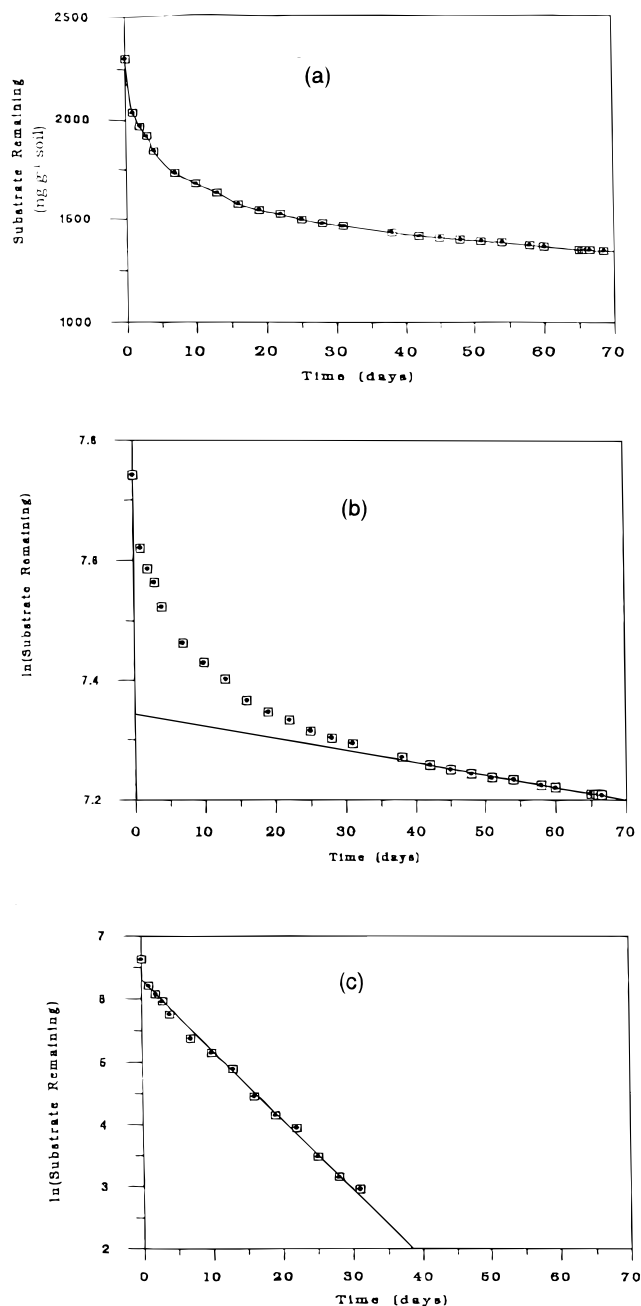 2500
(a)
Substrate Remaining
(ng g⁻¹ soil)
2000
1500
1000
0 10 20 30 40 50 60 70
Time (days)
7.8
(b)
ln(Substrate Remaining)
7.6
7.4
7.2
0 10 20 30 40 50 60 70
Time (days)
7
(c)
ln(Substrate Remaining)
6
5
4
3
2
0 10 20 30 40 50 60 70
Time (days)